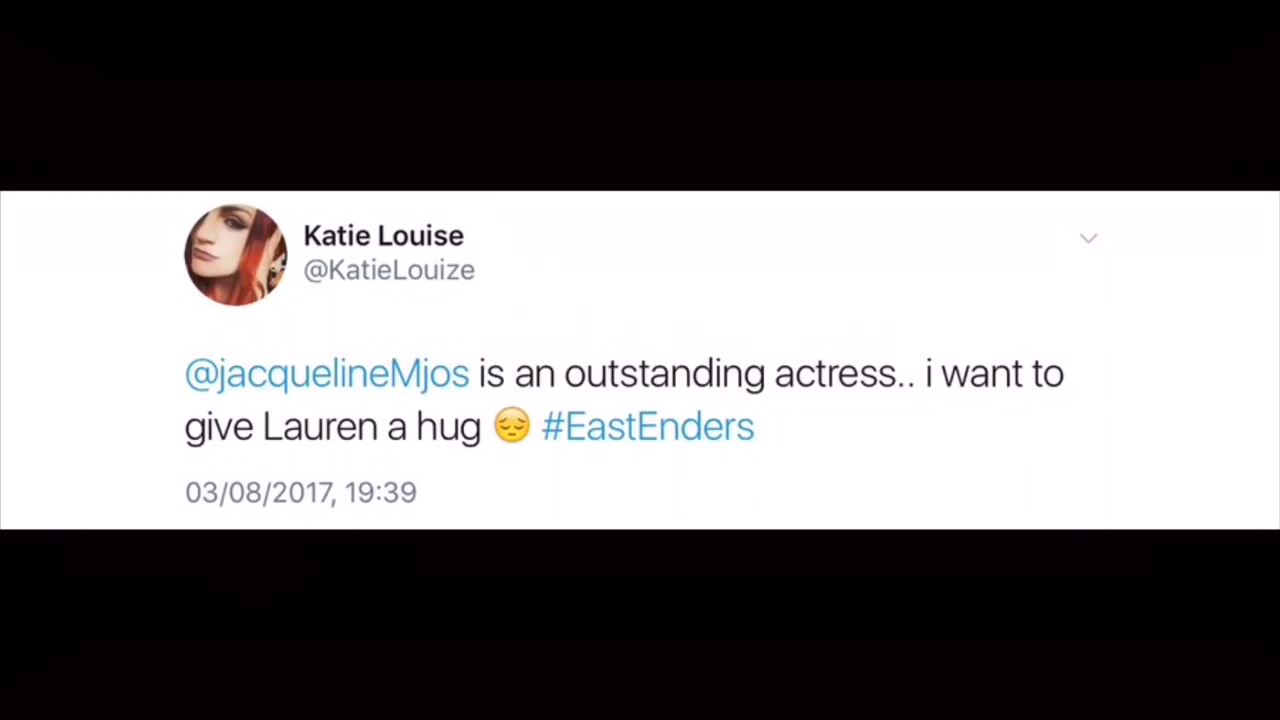 Katie Louise
@KatieLouize
@jacquelineMjos is an outstanding actress.. i want to
give Lauren a hug 😔 #EastEnders
03/08/2017, 19:39